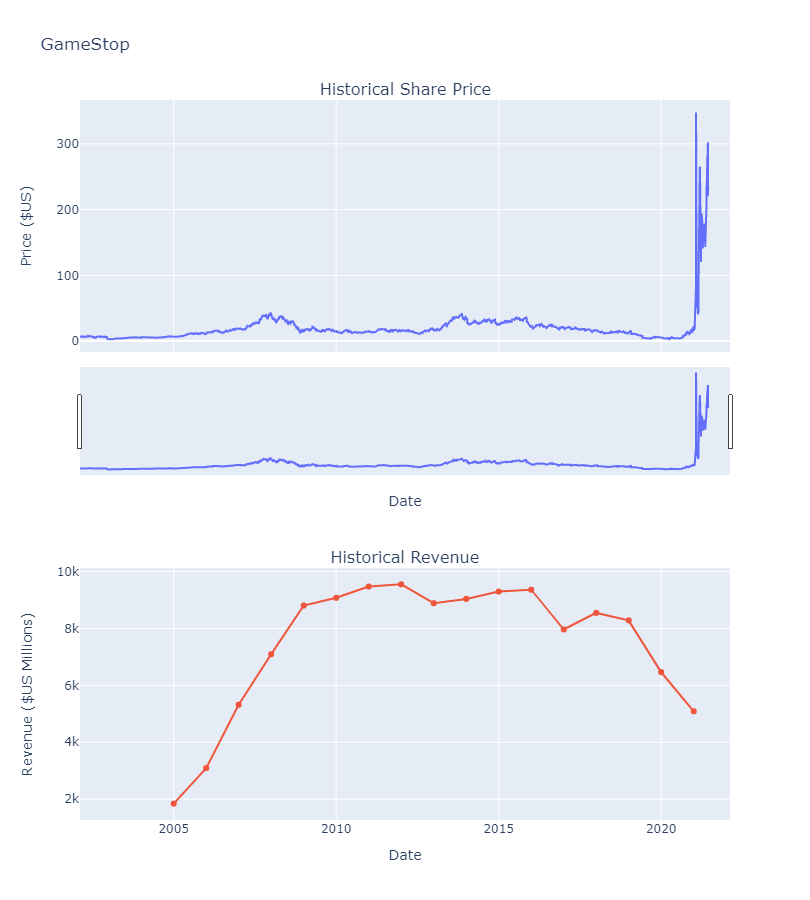 GameStop
Historical Share Price
Price ($US)
300
200
100
0
Date
Historical Revenue
Revenue ($US Millions)
10k
8k
6k
4k
2k
2005 2010 2015 2020
Date